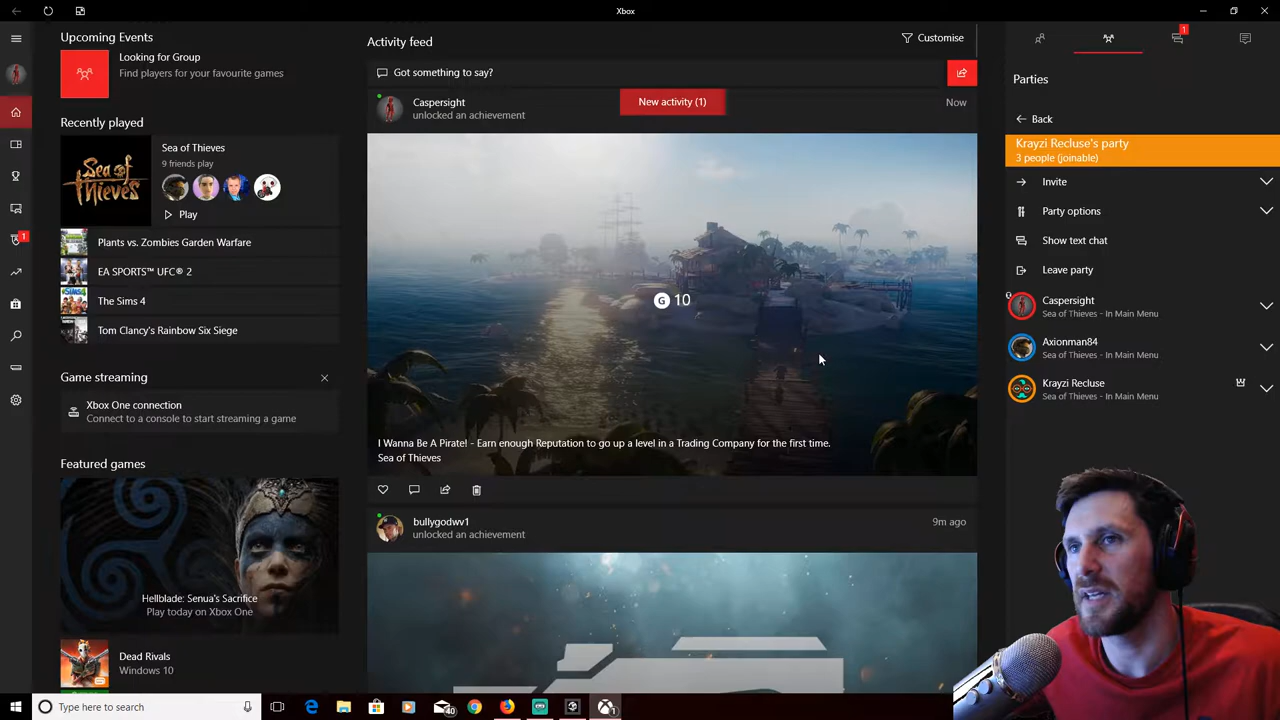 Xbox
Upcoming Events
Looking for Group
Find players for your favourite games
Recently played
SEA OF THIEVES
Sea of Thieves
9 friends play
Play
Plants vs. Zombies Garden Warfare
EA SPORTS™ UFC® 2
The Sims 4
Tom Clancy's Rainbow Six Siege
Game streaming
Xbox One connection
Connect to a console to start streaming a game
Featured games
Hellblade: Senua's Sacrifice
Play today on Xbox One
Dead Rivals
Windows 10
Activity feed
Customise
Got something to say?
New activity (1)
Caspersight
unlocked an achievement
Now
G 10
I Wanna Be A Pirate! - Earn enough Reputation to go up a level in a Trading Company for the first time.
Sea of Thieves
bullygodwv1
unlocked an achievement
9m ago
1
Parties
Back
Krayzi Recluse's party
3 people (joinable)
Invite
Party options
Show text chat
Leave party
Caspersight
Sea of Thieves - In Main Menu
Axionman84
Sea of Thieves - In Main Menu
Krayzi Recluse
Sea of Thieves - In Main Menu
1
Type here to search
40
1